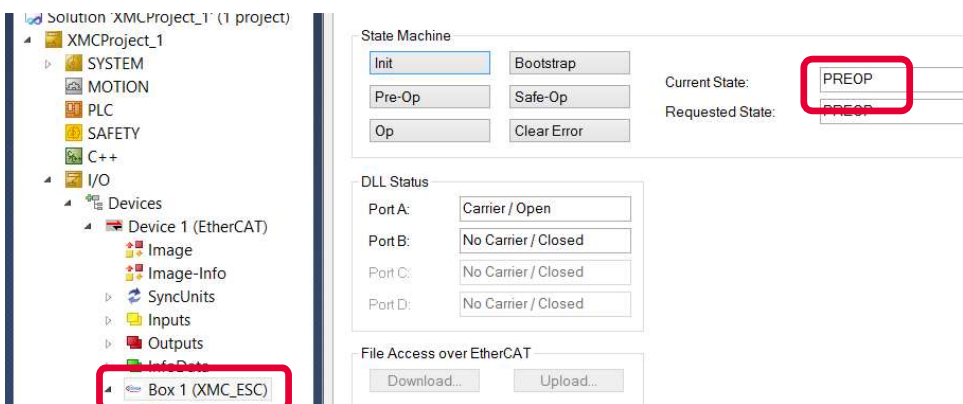 Solution 'XMCProject_1' (1 project)
XMCProject_1
SYSTEM
MOTION
PLC
SAFETY
C++
I/O
Devices
Device 1 (EtherCAT)
Image
Image-Info
SyncUnits
Inputs
Outputs
InfoData
Box 1 (XMC_ESC)
State Machine
Init Bootstrap
Pre-Op Safe-Op
Op Clear Error
Current State: PREOP
Requested State: PREOP
DLL Status
Port A: Carrier / Open
Port B: No Carrier / Closed
Port C: No Carrier / Closed
Port D: No Carrier / Closed
File Access over EtherCAT
Download... Upload...